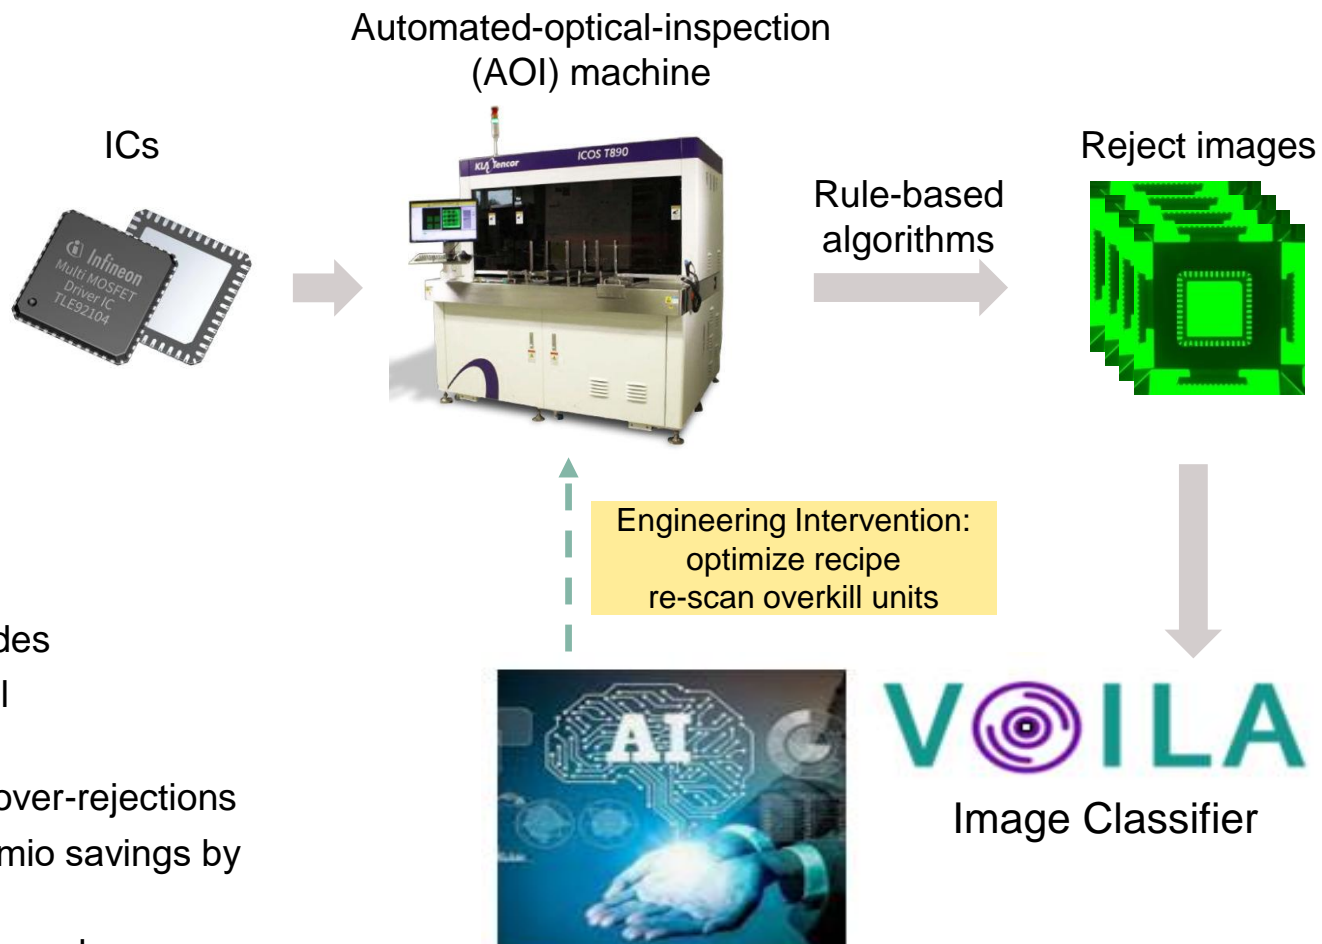 Automated-optical-inspection
(AOI) machine
ICs
Reject images
KLA Tencor
ICOS T890
Rule-based
algorithms
Infineon
Multi MOSFET
Driver IC
TLE92104
Engineering Intervention:
optimize recipe
re-scan overkill units
des
l
over-rejections
mio savings by
AI
VOILA
Image Classifier